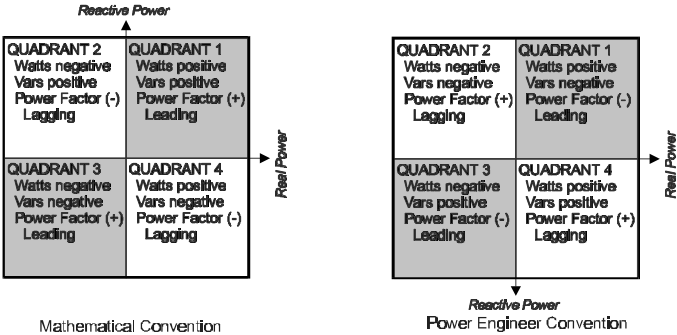 Reactive Power
QUADRANT 2
Watts negative
Vars positive
Power Factor (-)
Lagging
QUADRANT 1
Watts positive
Vars positive
Power Factor (+)
Leading
QUADRANT 3
Watts negative
Vars negative
Power Factor (+)
Leading
QUADRANT 4
Watts positive
Vars negative
Power Factor (-)
Lagging
Real Power
Mathematical Convention
QUADRANT 2
Watts negative
Vars negative
Power Factor (+)
Lagging
QUADRANT 1
Watts positive
Vars negative
Power Factor (-)
Leading
QUADRANT 3
Watts negative
Vars positive
Power Factor (-)
Leading
QUADRANT 4
Watts positive
Vars positive
Power Factor (+)
Lagging
Real Power
Reactive Power
Power Engineer Convention